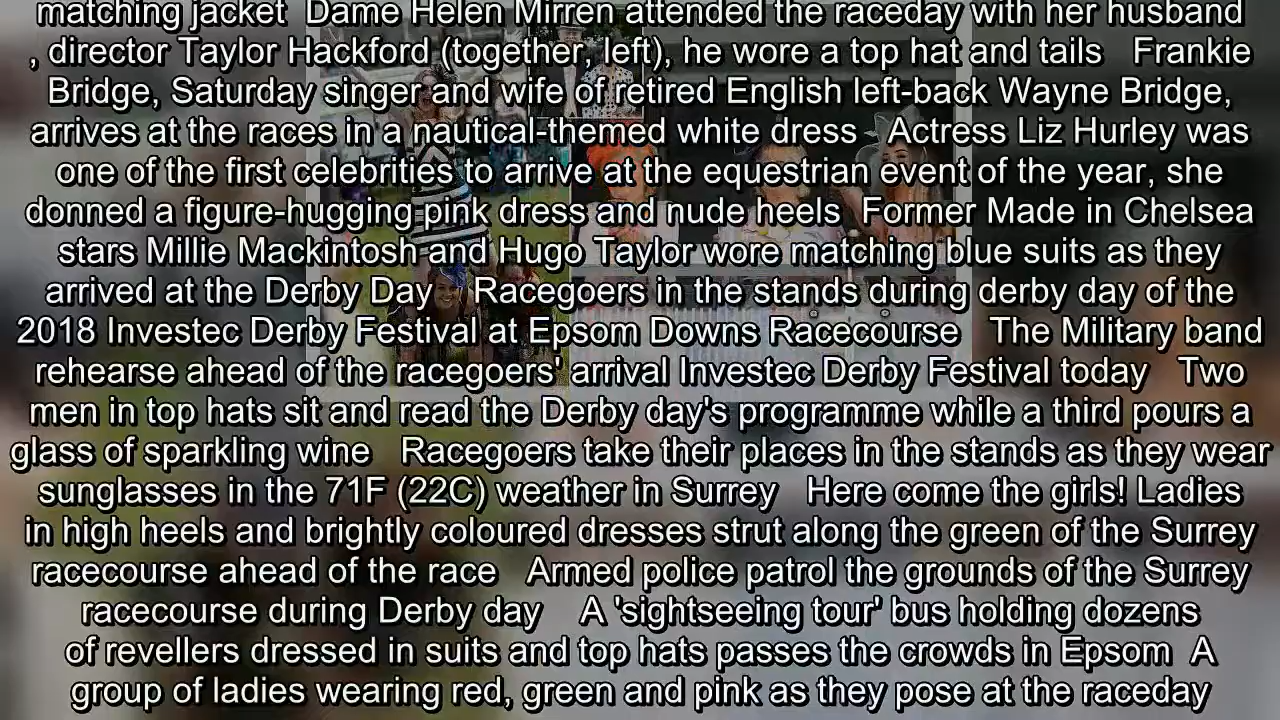 matching jacket  Dame Helen Mirren attended the raceday with her husband
, director Taylor Hackford (together, left), he wore a top hat and tails   Frankie
Bridge, Saturday singer and wife of retired English left-back Wayne Bridge,
arrives at the races in a nautical-themed white dress   Actress Liz Hurley was
one of the first celebrities to arrive at the equestrian event of the year, she
donned a figure-hugging pink dress and nude heels  Former Made in Chelsea
stars Millie Mackintosh and Hugo Taylor wore matching blue suits as they
arrived at the Derby Day    Racegoers in the stands during derby day of the
2018 Investec Derby Festival at Epsom Downs Racecourse   The Military band
rehearse ahead of the racegoers' arrival Investec Derby Festival today   Two
men in top hats sit and read the Derby day's programme while a third pours a
glass of sparkling wine   Racegoers take their places in the stands as they wear
sunglasses in the 71F (22C) weather in Surrey   Here come the girls! Ladies
in high heels and brightly coloured dresses strut along the green of the Surrey
racecourse ahead of the race   Armed police patrol the grounds of the Surrey
racecourse during Derby day    A 'sightseeing tour' bus holding dozens
of revellers dressed in suits and top hats passes the crowds in Epsom  A
group of ladies wearing red, green and pink as they pose at the raceday